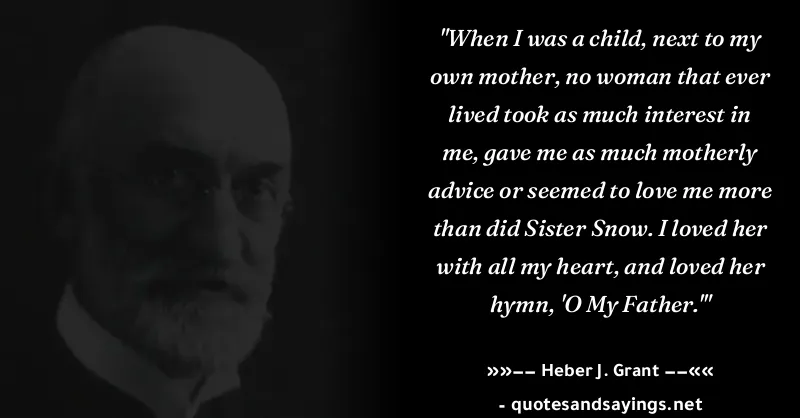 "When I was a child, next to my
own mother, no woman that ever
lived took as much interest in
me, gave me as much motherly
advice or seemed to love me more
than did Sister Snow. I loved her
with all my heart, and loved her
hymn, 'O My Father.'"
»»−− Heber J. Grant −−««
- quotesandsayings.net